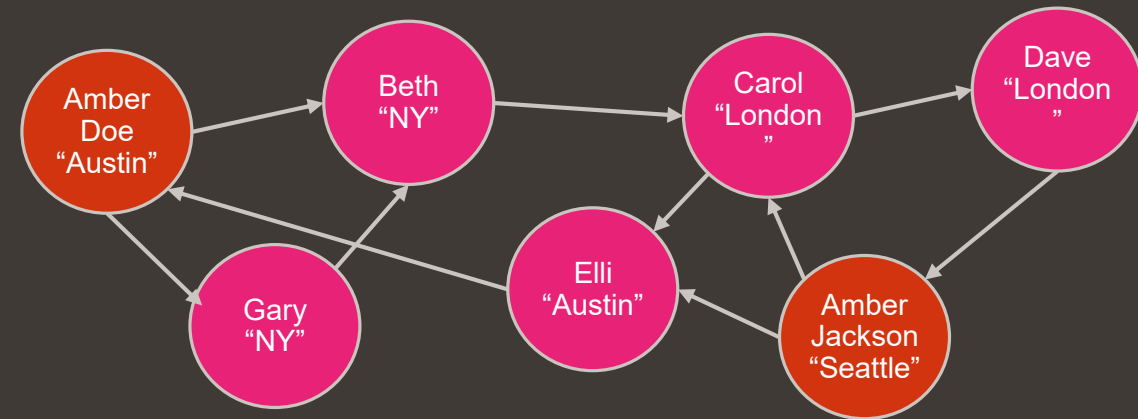 Amber
Doe
“Austin”
Beth
“NY”
Carol
“London
”
Dave
“London
”
Gary
“NY”
Elli
“Austin”
Amber
Jackson
“Seattle”